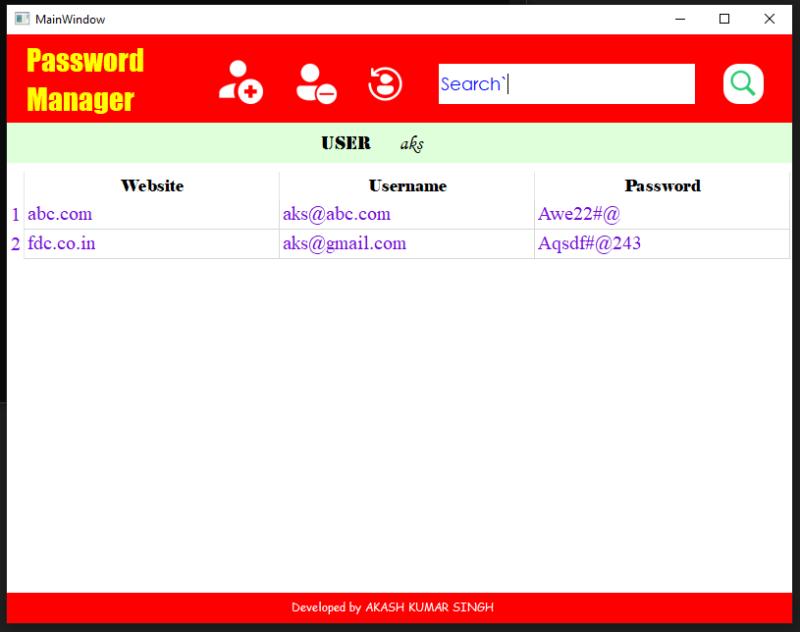 MainWindow
Password
Manager
Search`
USER aks
Website Username Password
1 abc.com aks@abc.com Awe22#@
2 fdc.co.in aks@gmail.com Aqsdf#@243
Developed by AKASH KUMAR SINGH